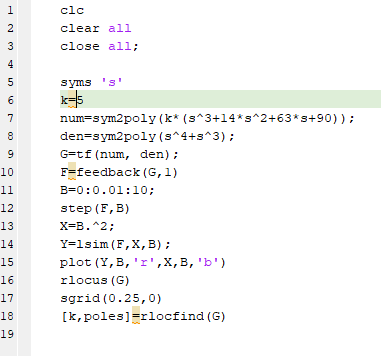 1 clc
2 clear all
3 close all;
4
5 syms 's'
6 k=5
7 num=sym2poly(k*(s^3+14*s^2+63*s+90));
8 den=sym2poly(s^4+s^3);
9 G=tf(num, den);
10 F=feedback(G,1)
11 B=0:0.01:10;
12 step(F,B)
13 X=B.^2;
14 Y=lsim(F,X,B);
15 plot(Y,B,'r',X,B,'b')
16 rlocus(G)
17 sgrid(0.25,0)
18 [k,poles]=rlocfind(G)
19